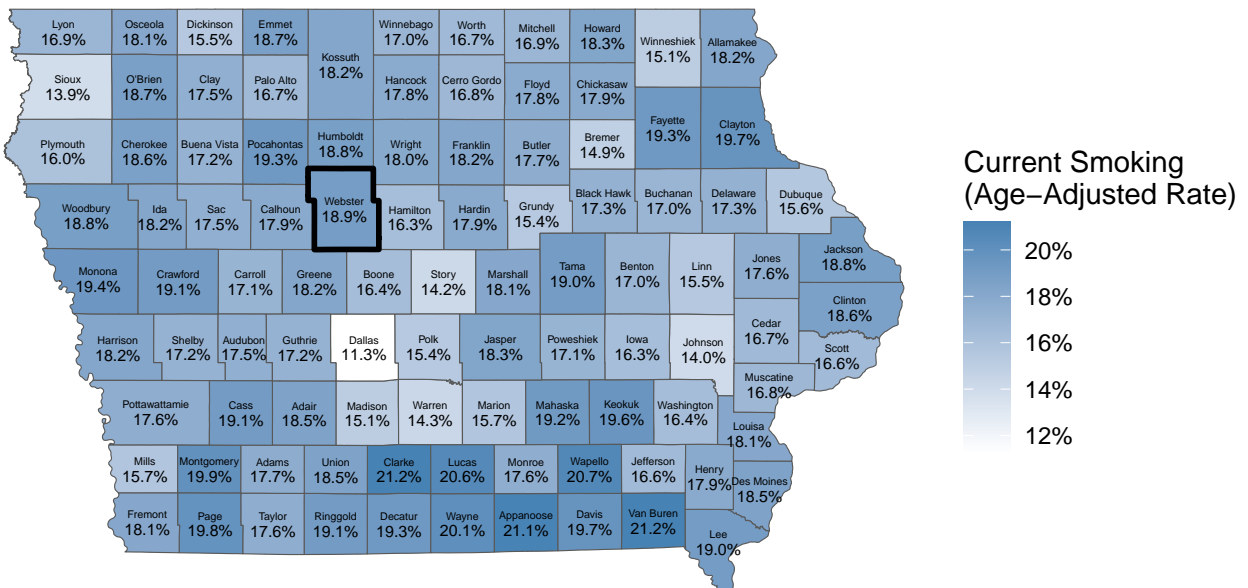 Lyon
16.9%
Osceola
18.1%
Dickinson
15.5%
Emmet
18.7%
Kossuth
18.2%
Winnebago
17.0%
Worth
16.7%
Mitchell
16.9%
Howard
18.3%
Winneshiek
15.1%
Allamakee
18.2%
Sioux
13.9%
O'Brien
18.7%
Clay
17.5%
Palo Alto
16.7%
Hancock
17.8%
Cerro Gordo
16.8%
Floyd
17.8%
Chickasaw
17.9%
Fayette
19.3%
Clayton
19.7%
Plymouth
16.0%
Cherokee
18.6%
Buena Vista
17.2%
Pocahontas
19.3%
Humboldt
18.8%
Wright
18.0%
Franklin
18.2%
Butler
17.7%
Bremer
14.9%
Woodbury
18.8%
Ida
18.2%
Sac
17.5%
Calhoun
17.9%
Webster
18.9%
Hamilton
16.3%
Hardin
17.9%
Grundy
15.4%
Black Hawk
17.3%
Buchanan
17.0%
Delaware
17.3%
Dubuque
15.6%
Monona
19.4%
Crawford
19.1%
Carroll
17.1%
Greene
18.2%
Boone
16.4%
Story
14.2%
Marshall
18.1%
Tama
19.0%
Benton
17.0%
Linn
15.5%
Jones
17.6%
Jackson
18.8%
Clinton
18.6%
Harrison
18.2%
Shelby
17.2%
Audubon
17.5%
Guthrie
17.2%
Dallas
11.3%
Polk
15.4%
Jasper
18.3%
Poweshiek
17.1%
Iowa
16.3%
Johnson
14.0%
Cedar
16.7%
Scott
16.6%
Muscatine
16.8%
Pottawattamie
17.6%
Cass
19.1%
Adair
18.5%
Madison
15.1%
Warren
14.3%
Marion
15.7%
Mahaska
19.2%
Keokuk
19.6%
Washington
16.4%
Louisa
18.1%
Mills
15.7%
Montgomery
19.9%
Adams
17.7%
Union
18.5%
Clarke
21.2%
Lucas
20.6%
Monroe
17.6%
Wapello
20.7%
Jefferson
16.6%
Henry
17.9%
Des Moines
18.5%
Fremont
18.1%
Page
19.8%
Taylor
17.6%
Ringgold
19.1%
Decatur
19.3%
Wayne
20.1%
Appanoose
21.1%
Davis
19.7%
Van Buren
21.2%
Lee
19.0%
Current Smoking
(Age−Adjusted Rate)
20%
18%
16%
14%
12%